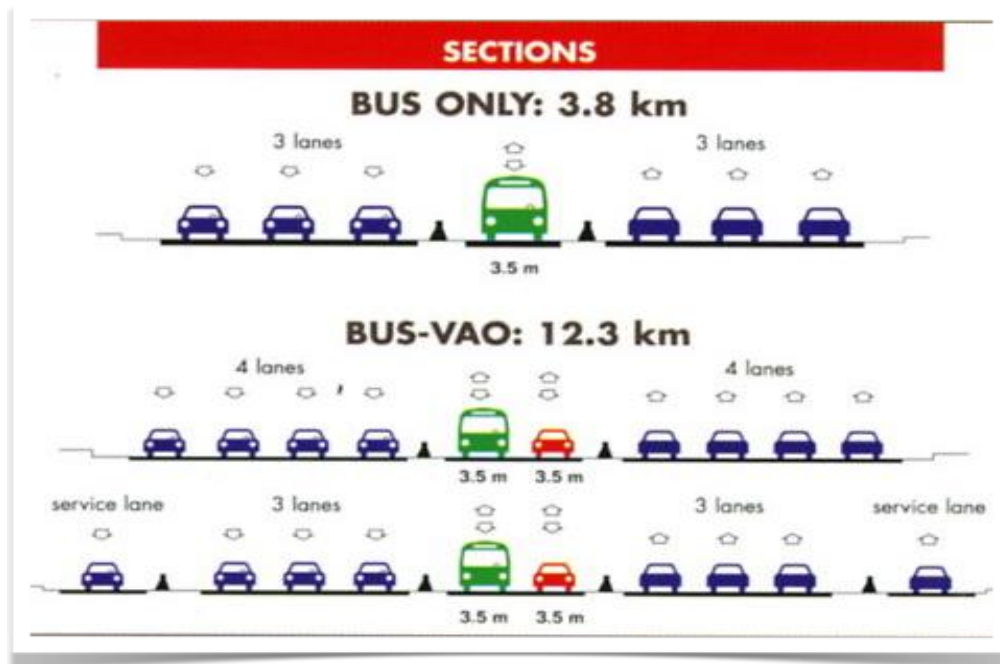 SECTIONS
BUS ONLY: 3.8 km
3 lanes 3 lanes
3.5 m
BUS-VAO: 12.3 km
4 lanes 4 lanes
3.5 m 3.5 m
service lane 3 lanes 3 lanes service lane
3.5 m 3.5 m